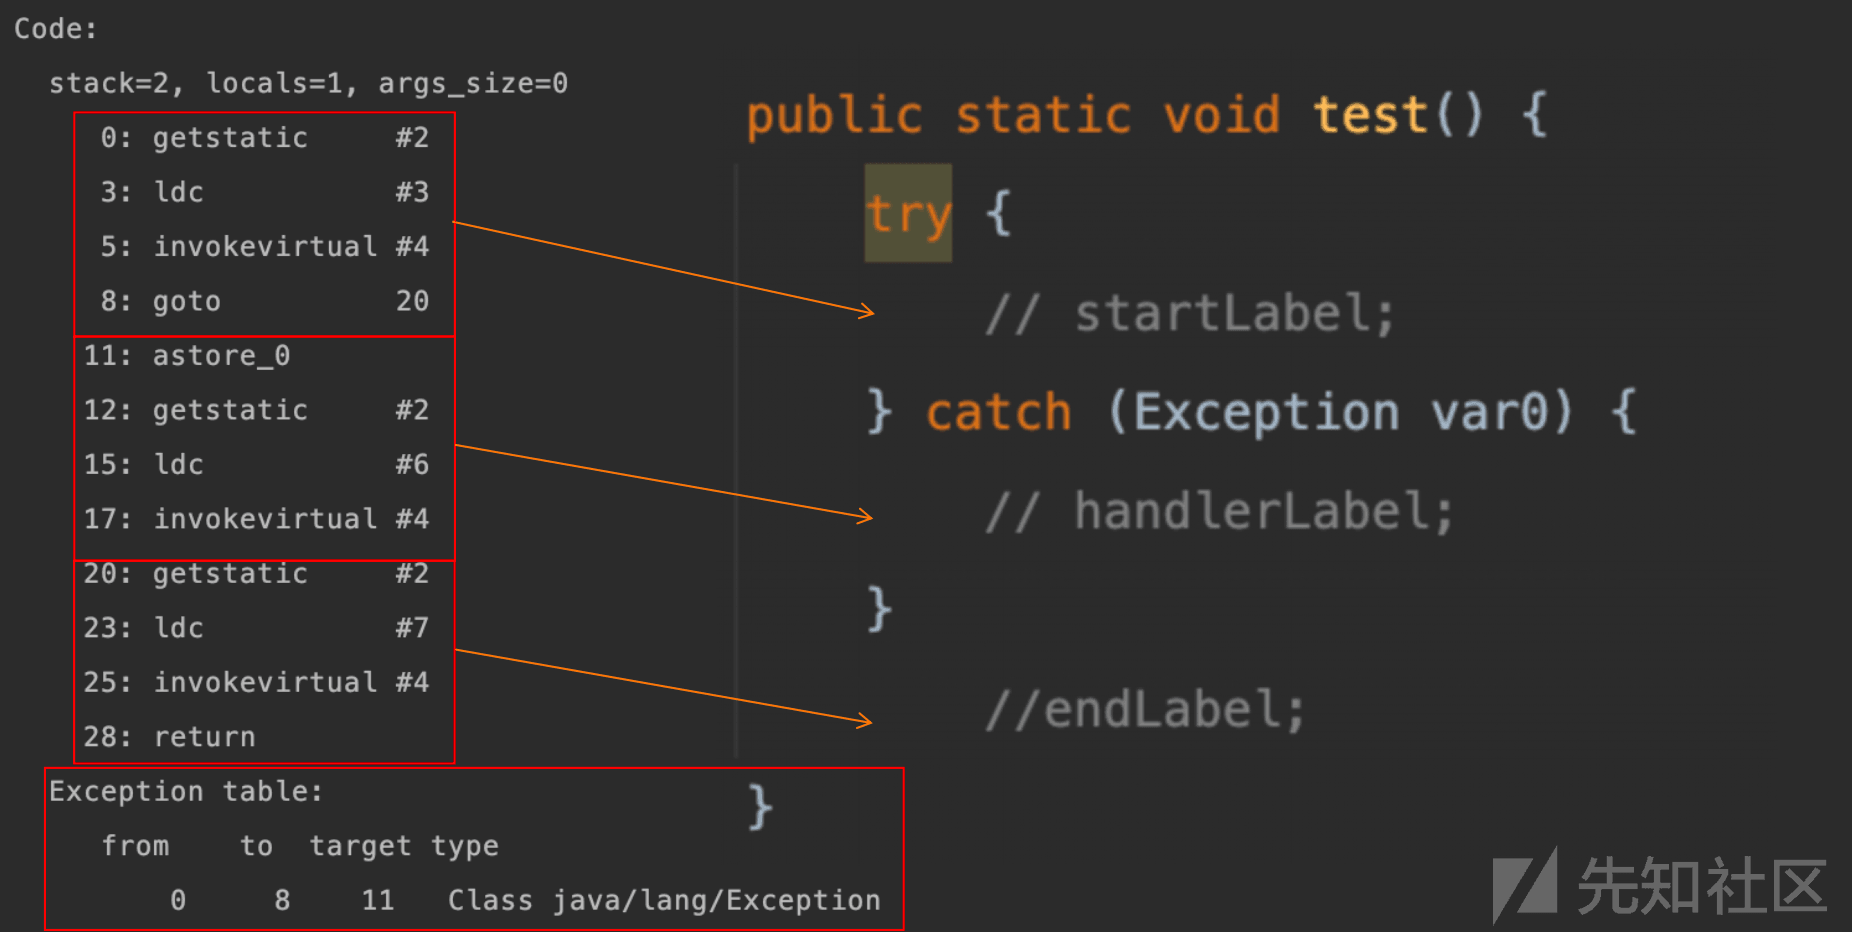 Code:
stack=2, locals=1, args_size=0
0: getstatic #2
3: ldc #3
5: invokevirtual #4
8: goto 20
11: astore_0
12: getstatic #2
15: ldc #6
17: invokevirtual #4
20: getstatic #2
23: ldc #7
25: invokevirtual #4
28: return
Exception table:
from to target type
0 8 11 Class java/lang/Exception
public static void test() {
try {
// startLabel;
} catch (Exception var0) {
// handlerLabel;
}
//endLabel;
}
先知社区